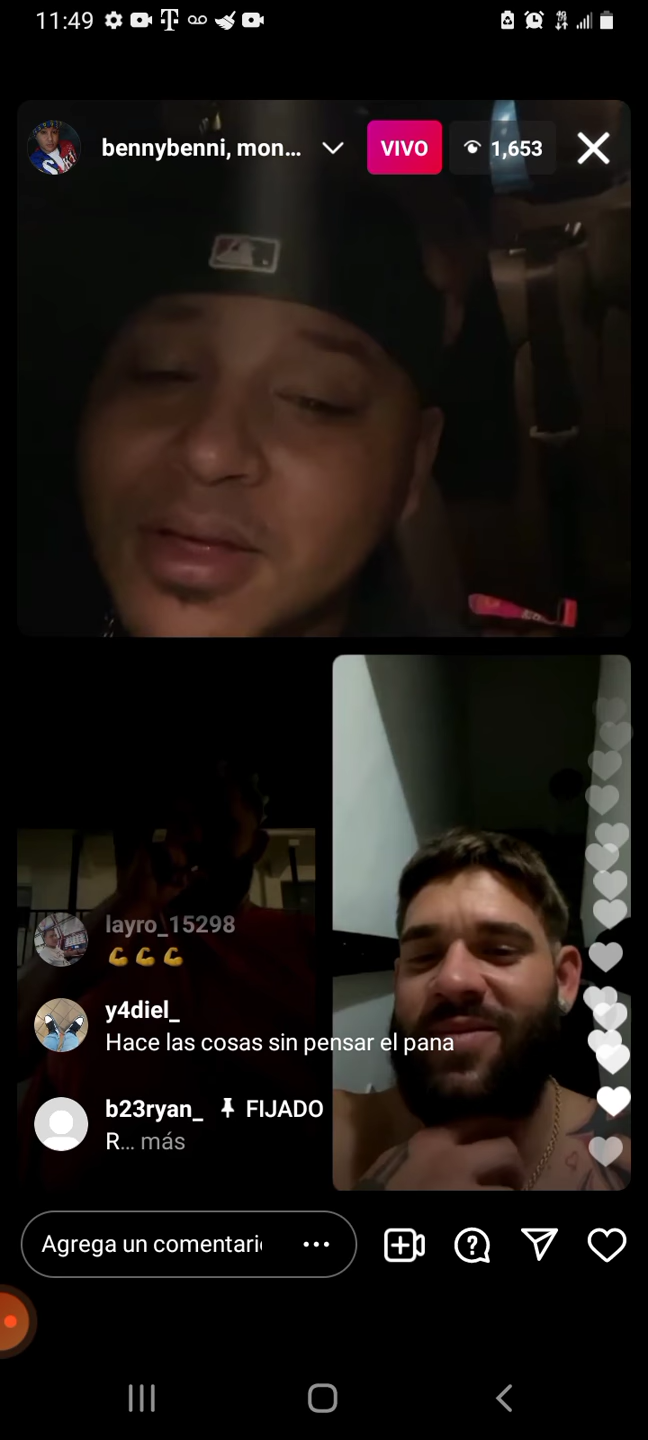 11:49
bennybenni, mon...
VIVO
1,653
layro_15298
💪💪💪
y4diel_
Hace las cosas sin pensar el pana
b23ryan_ FIJADO
R... más
Agrega un comentari